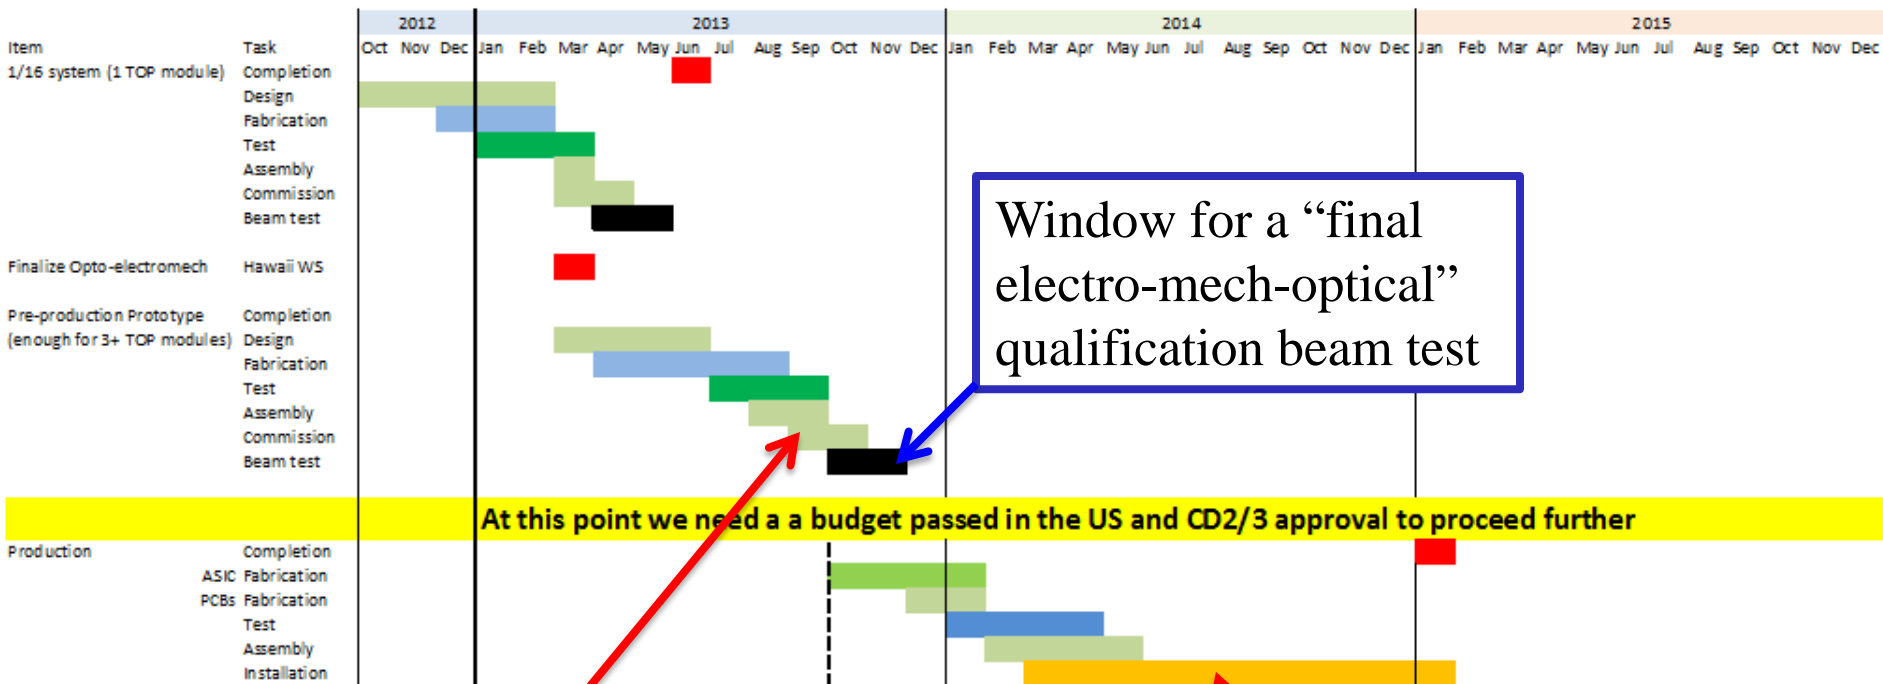 2012 2013 2014 2015
Item Task Oct Nov Dec Jan Feb Mar Apr May Jun Jul Aug Sep Oct Nov Dec Jan Feb Mar Apr May Jun Jul Aug Sep Oct Nov Dec Jan Feb Mar Apr May Jun Jul Aug Sep Oct Nov Dec
1/16 system (1 TOP module) Completion
Design
Fabrication
Test
Assembly
Commission
Beam test
Window for a “final
electro-mech-optical”
qualification beam test
Finalize Opto-electromech Hawaii WS
Pre-production Prototype Completion
(enough for 3+ TOP modules) Design
Fabrication
Test
Assembly
Commission
Beam test
At this point we need a a budget passed in the US and CD2/3 approval to proceed further
Production Completion
ASIC Fabrication
PCBs Fabrication
Test
Assembly
Installation